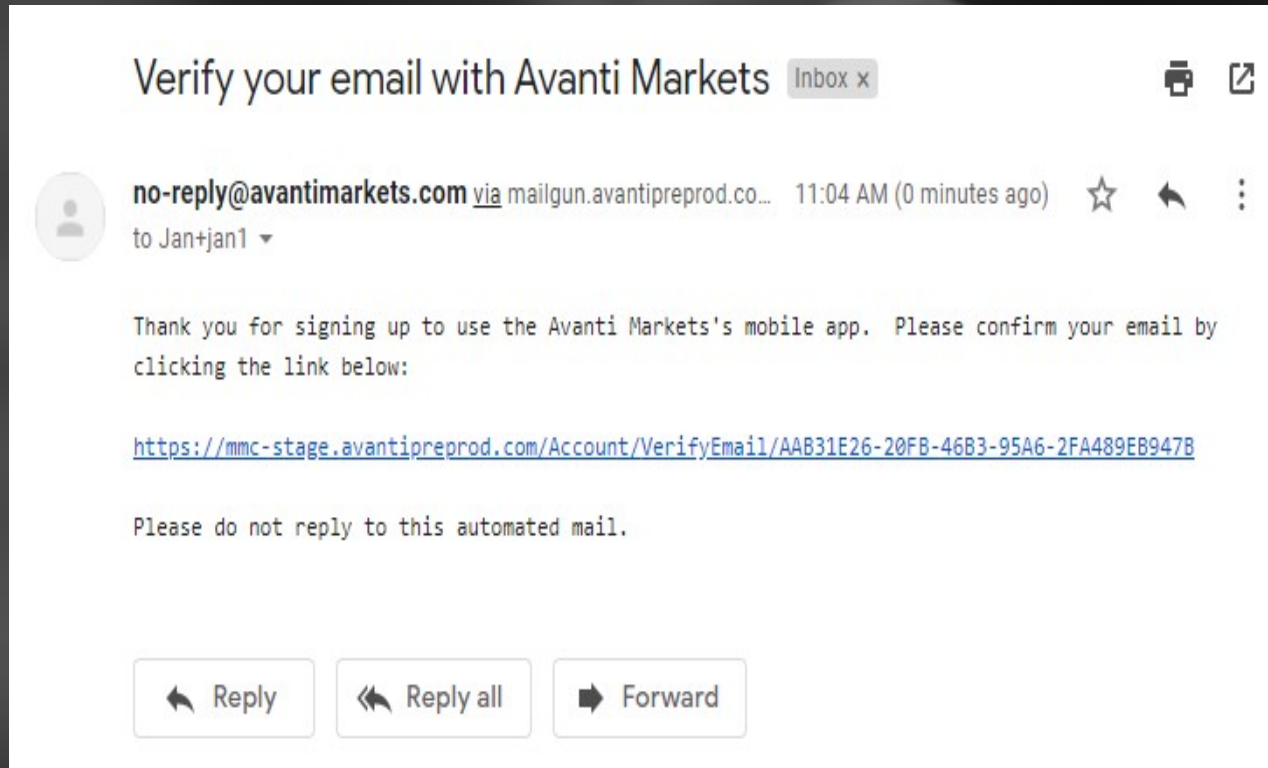 Verify your email with Avanti Markets Inbox x
no-reply@avantimarkets.com via mailgun.avantipreprod.co... 11:04 AM (0 minutes ago)
to Jan+jan1
Thank you for signing up to use the Avanti Markets's mobile app.  Please confirm your email by
clicking the link below:
https://mmc-stage.avantipreprod.com/Account/VerifyEmail/AAB31E26-20FB-46B3-95A6-2FA489EB947B
Please do not reply to this automated mail.
Reply Reply all Forward